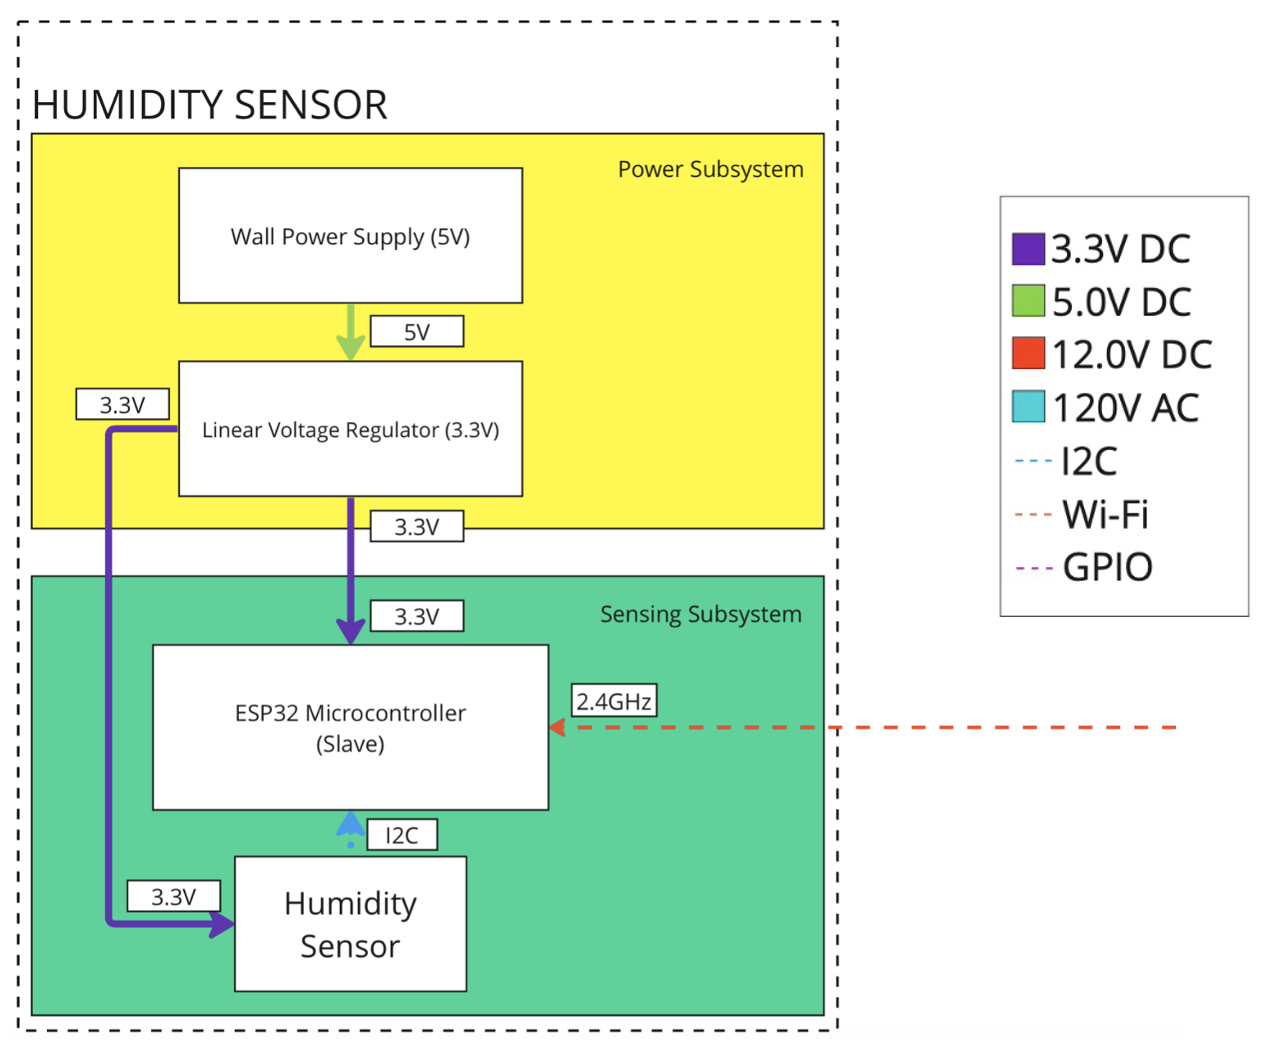 HUMIDITY SENSOR
Power Subsystem
Wall Power Supply (5V)
5V
3.3V
Linear Voltage Regulator (3.3V)
3.3V
3.3V
Sensing Subsystem
ESP32 Microcontroller
(Slave)
2.4GHz
I2C
3.3V
Humidity
Sensor
3.3V DC
5.0V DC
12.0V DC
120V AC
I2C
Wi-Fi
GPIO